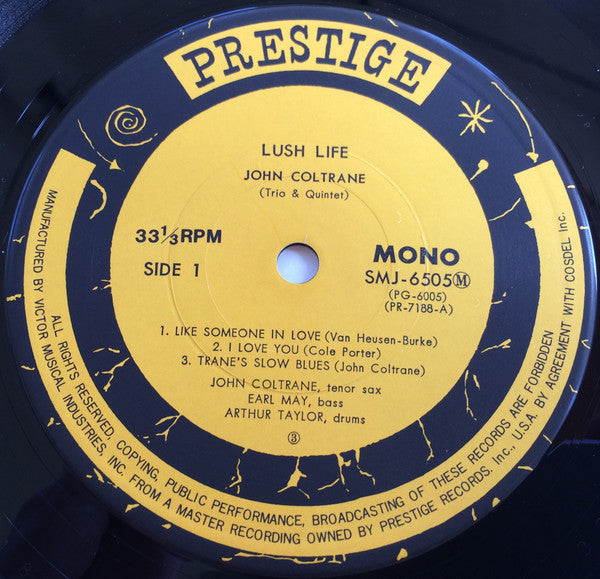 PRESTIGE
LUSH LIFE
JOHN COLTRANE
(Trio & Quintet)
33⅓RPM
SIDE 1
MONO
SMJ-6505Ⓜ
(PG-6005)
(PR-7188-A)
1. LIKE SOMEONE IN LOVE (Van Heusen-Burke)
2. I LOVE YOU (Cole Porter)
3. TRANE'S SLOW BLUES (John Coltrane)
JOHN COLTRANE, tenor sax
EARL MAY, bass
ARTHUR TAYLOR, drums
③
ALL RIGHTS RESERVED, COPYING, PUBLIC PERFORMANCE, BROADCASTING OF THESE RECORDS ARE FORBIDDEN
MANUFACTURED BY VICTOR MUSICAL INDUSTRIES, INC. FROM A MASTER RECORDING OWNED BY PRESTIGE RECORDS. Inc., U.S.A. BY AGREEMENT WITH COSDEL Inc.